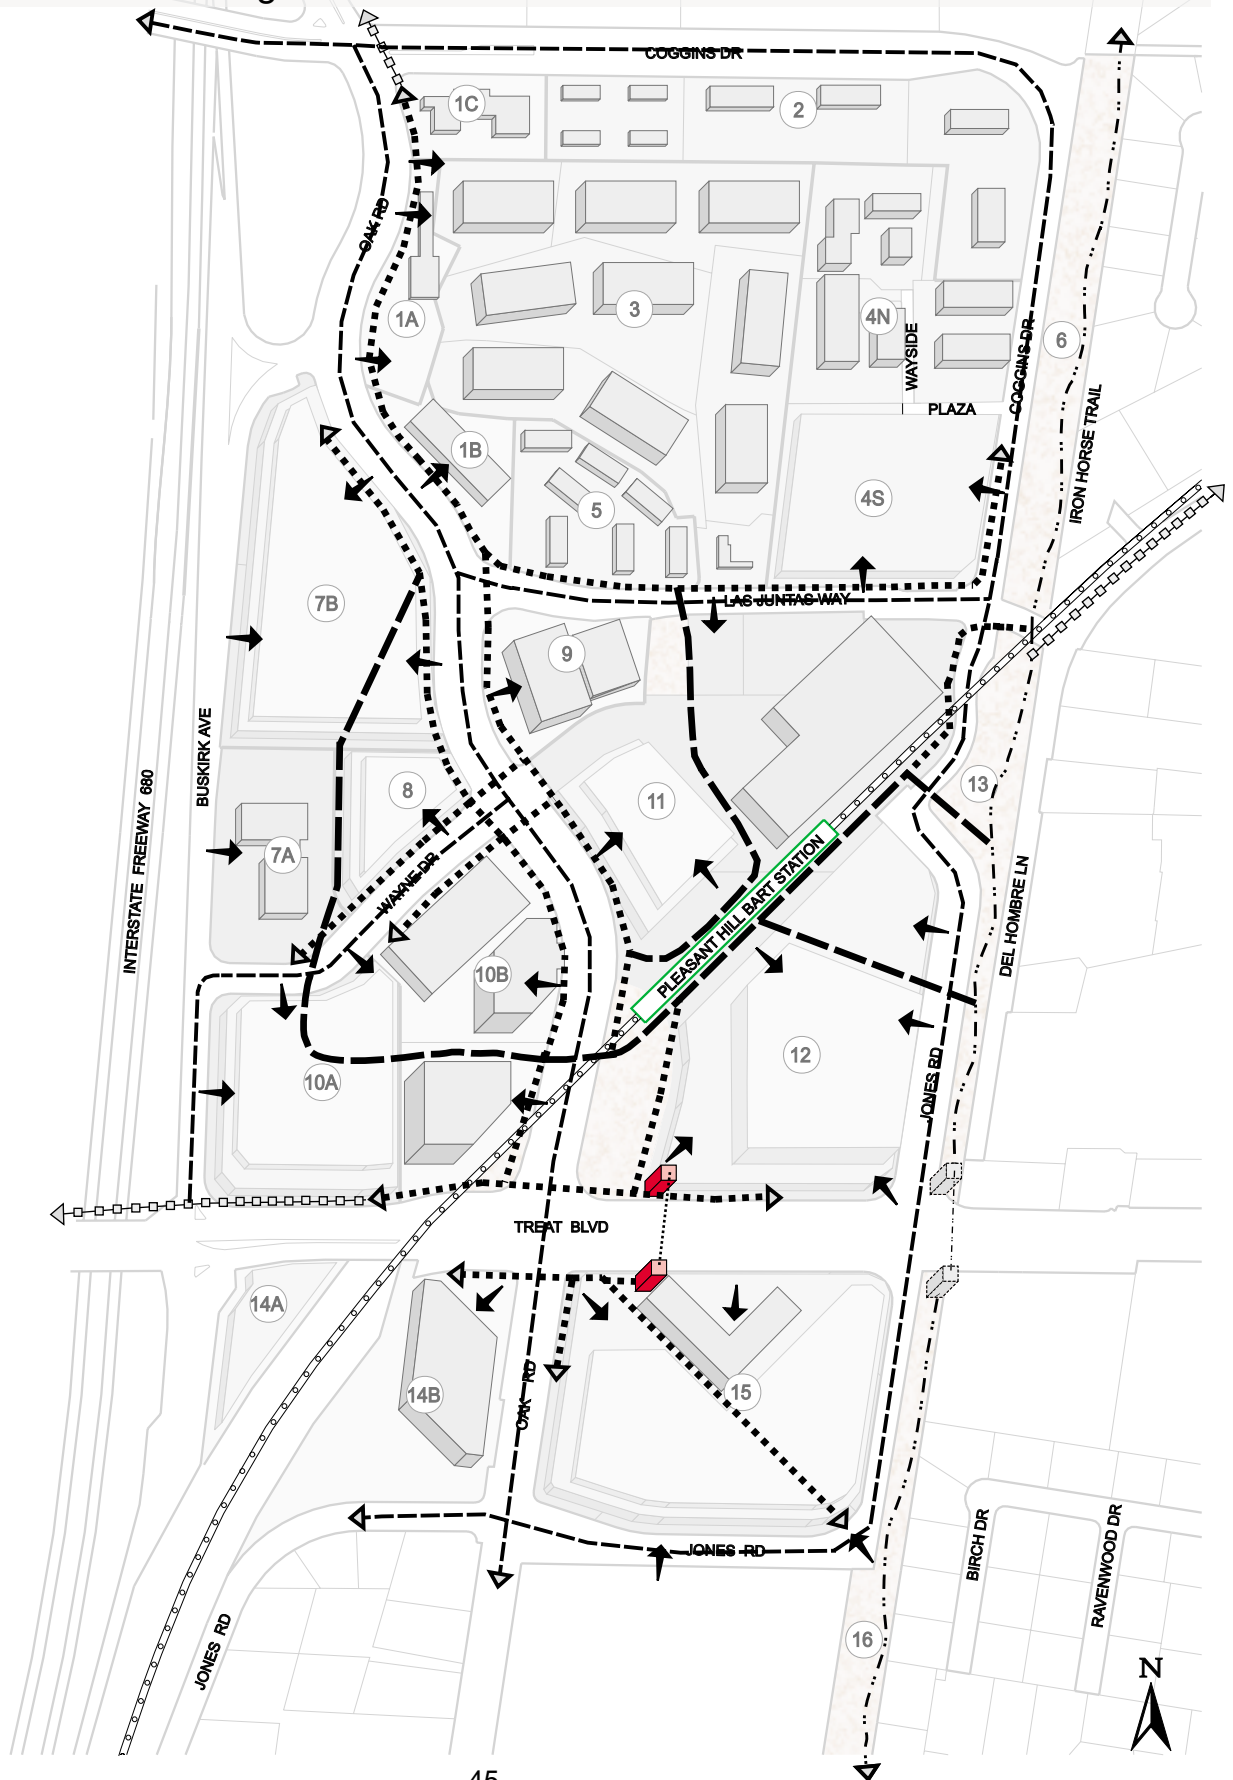 COGGINS DR
1C
2
OAK RD
1A
3
4N
WAYSIDE
COGGINS DR
6
PLAZA
IRON HORSE TRAIL
1B
5
4S
7B
LAS JUNTAS WAY
9
BUSKIRK AVE
INTERSTATE FREEWAY 680
8
11
13
7A
WAYNE DR
PLEASANT HILL BART STATION
DEL HOMBRE LN
10B
12
10A
JONES RD
TREAT BLVD
14A
14B
OAK RD
15
JONES RD
BIRCH DR
RAVENWOOD DR
JONES RD
16
N
45